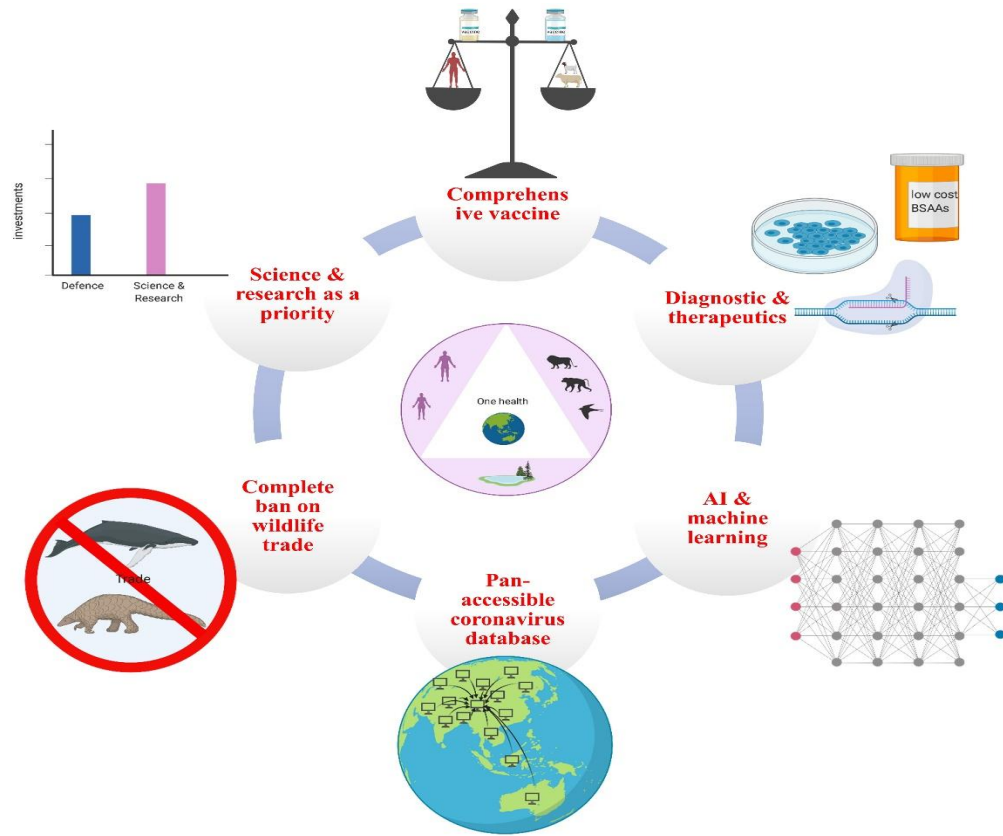 Comprehens
ive vaccine
low cost
BSAAs
Diagnostic &
therapeutics
AI &
machine
learning
Pan-
accessible
coronavirus
database
Complete
ban on
wildlife
trade
Trade
Science &
research as a
priority
investments
Defence
Science &
Research
One health